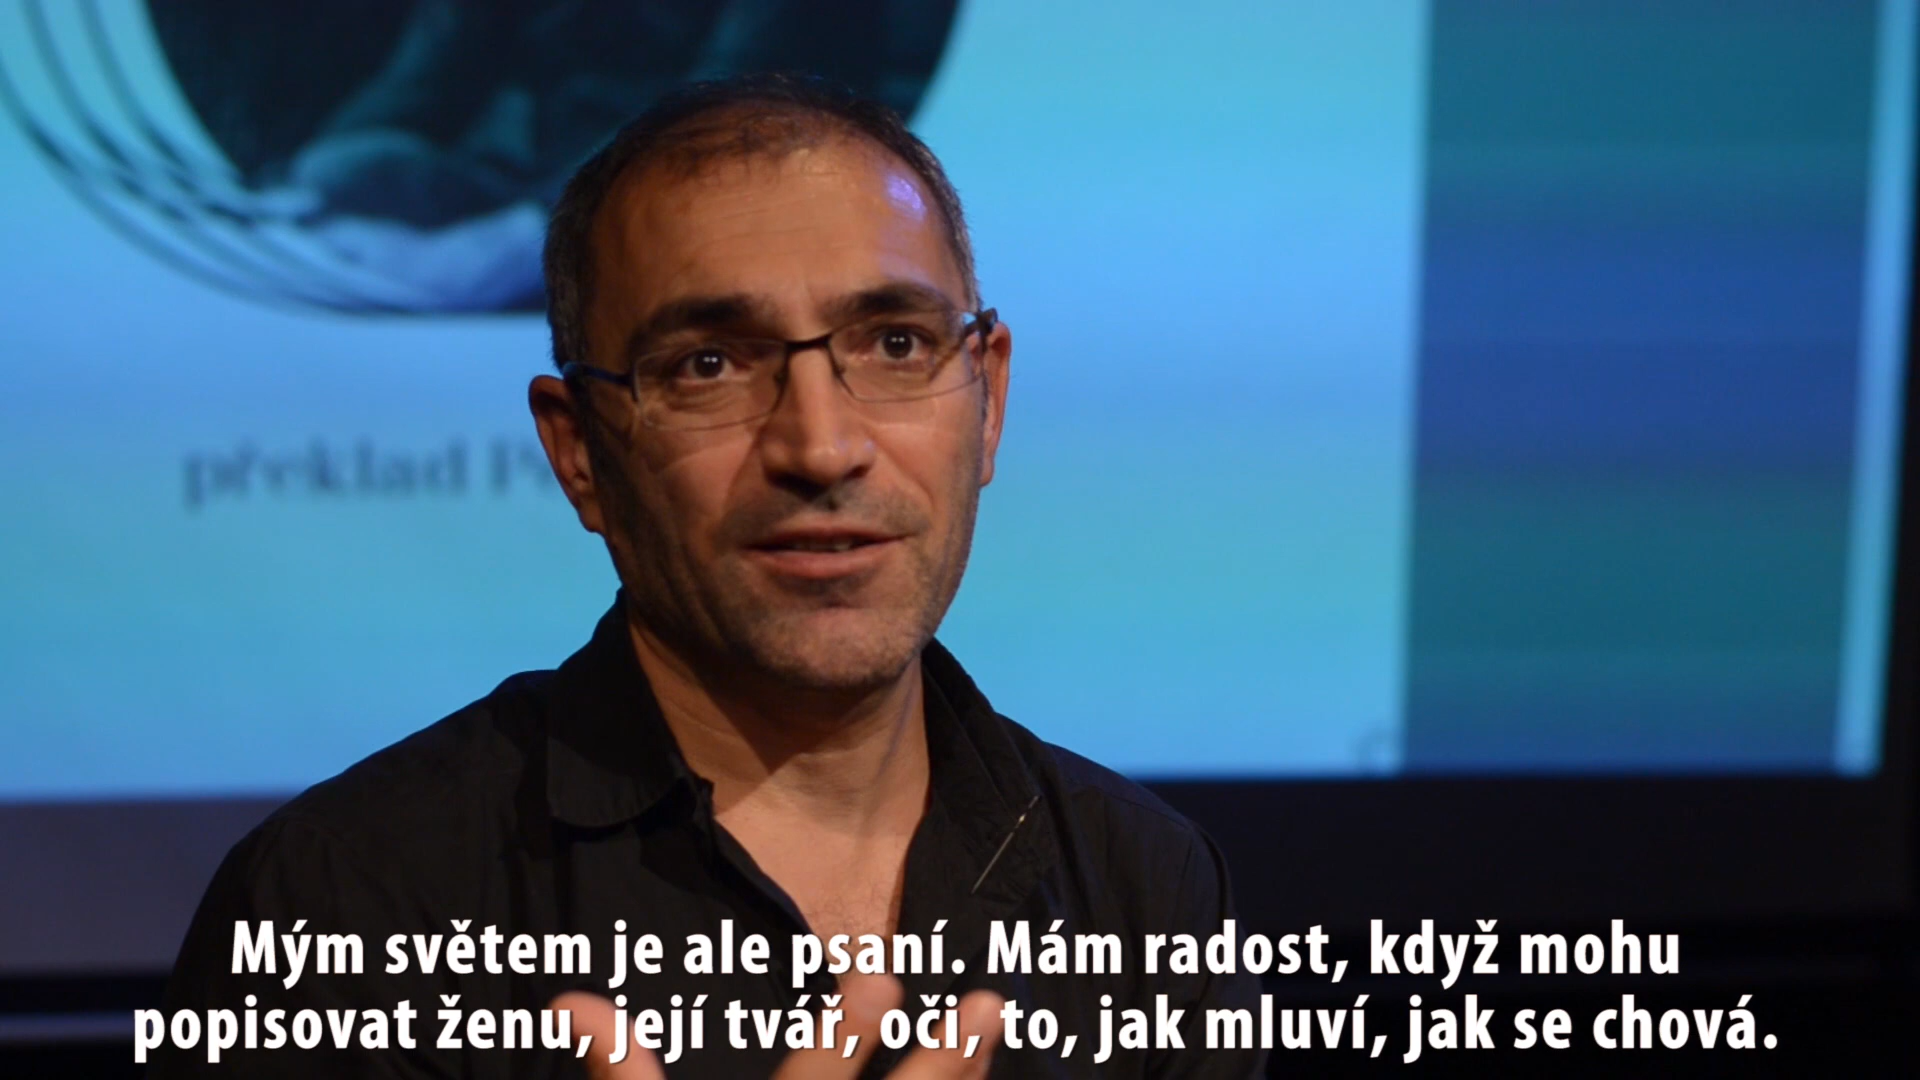 překlad
Mým světem je ale psaní. Mám radost, když mohu
popisovat ženu, její tvář, oči, to, jak mluví, jak se chová.